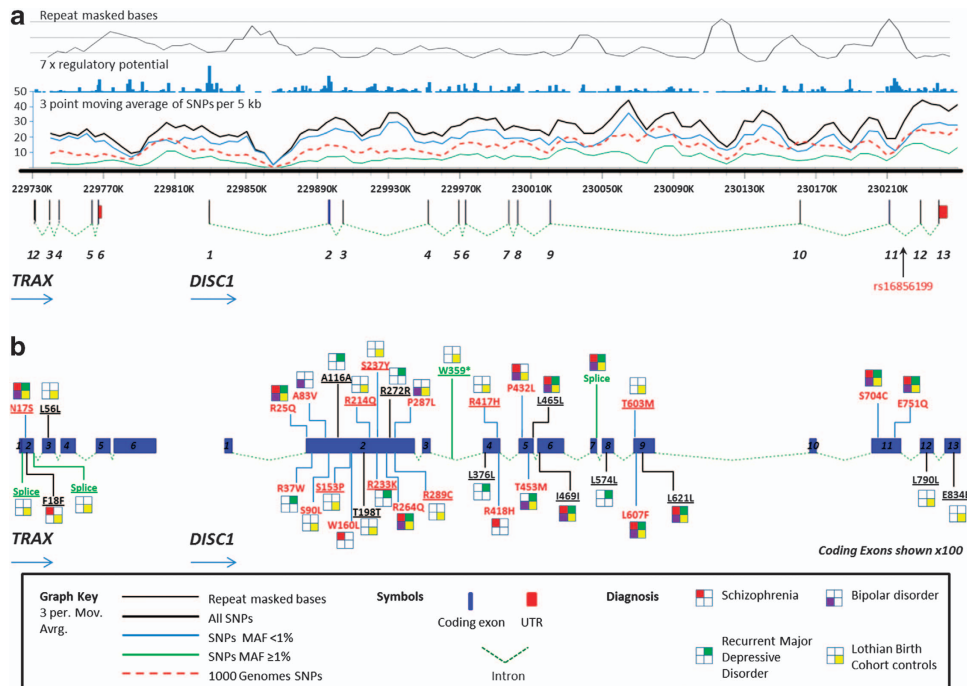 a
Repeat masked bases
7 x regulatory potential
3 point moving average of SNPs per 5 kb
50
40
30
20
10
229730K 229770K 229810K 229850K 229890K 229930K 229970K 230010K 230050K 230090K 230130K 230170K 230210K
12 3 4 5 6 1 2 3 4 5 6 7 8 9 10 11 12 13
rs16856199
TRAX DISC1
b
S237Y W359*
A116A
A83V R272R P432L Splice
N17S L56L R25Q R214Q P287L R417H L465L T603M S704C E751Q
1 2 3 4 5 6 1 2 3 4 5 6 7 8 9 10 11 12 13
Splice Splice
F18F
R37W S153P R233K L376L T453M I469I L574L L621L L790L E834E
S90L T198T R264Q R289C R418H L607F
W160L
TRAX DISC1
Coding Exons shown x100
Graph Key
3 per. Mov.
Avrg.
Repeat masked bases
All SNPs
SNPs MAF <1%
SNPs MAF ≥1%
1000 Genomes SNPs
Symbols
Coding exon UTR
Intron
Diagnosis
Schizophrenia Bipolar disorder
Recurrent Major
Depressive
Disorder
Lothian Birth
Cohort controls